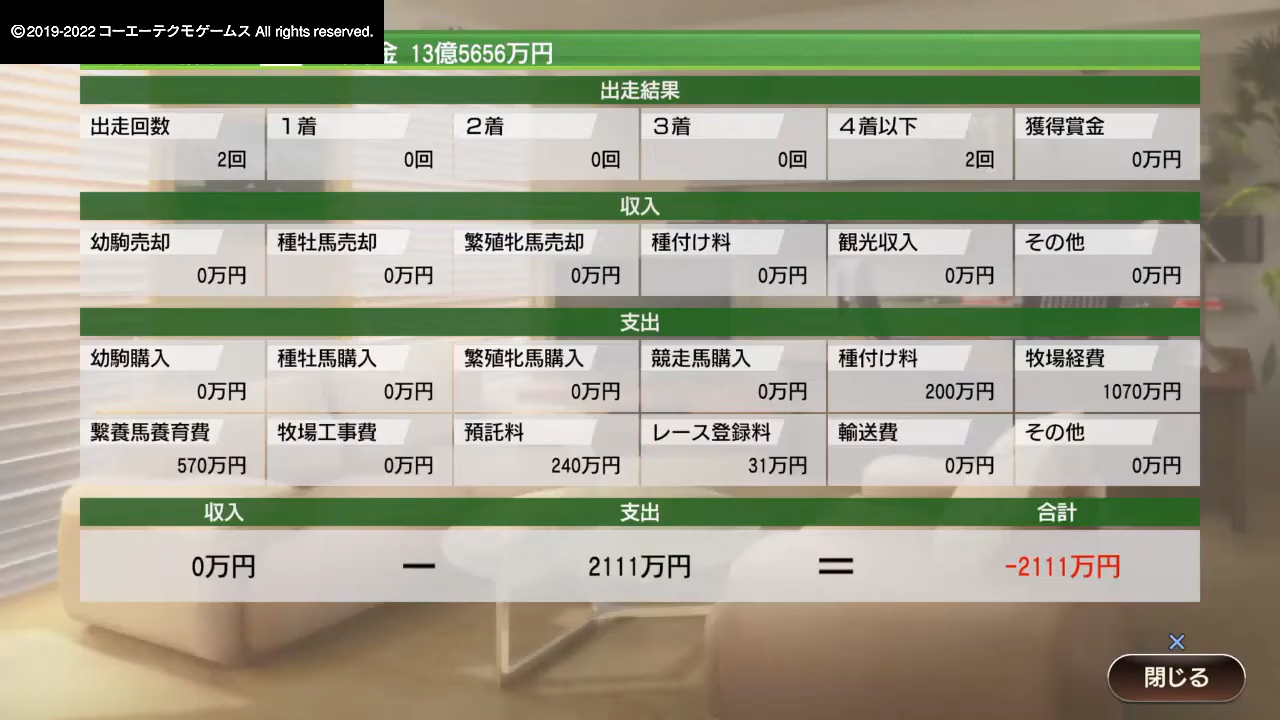 ©2019-2022 コーエーテクモゲームス All rights reserved.
金 13億5656万円
出走結果
出走回数 1着 2着 3着 4着以下 獲得賞金
2回 0回 0回 0回 2回 0万円
収入
幼駒売却 種牡馬売却 繁殖牝馬売却 種付け料 観光収入 その他
0万円 0万円 0万円 0万円 0万円 0万円
支出
幼駒購入 種牡馬購入 繁殖牝馬購入 競走馬購入 種付け料 牧場経費
0万円 0万円 0万円 0万円 200万円 1070万円
繋養馬養育費 牧場工事費 預託料 レース登録料 輸送費 その他
570万円 0万円 240万円 31万円 0万円 0万円
収入 支出 合計
0万円 − 2111万円 = -2111万円
×
閉じる